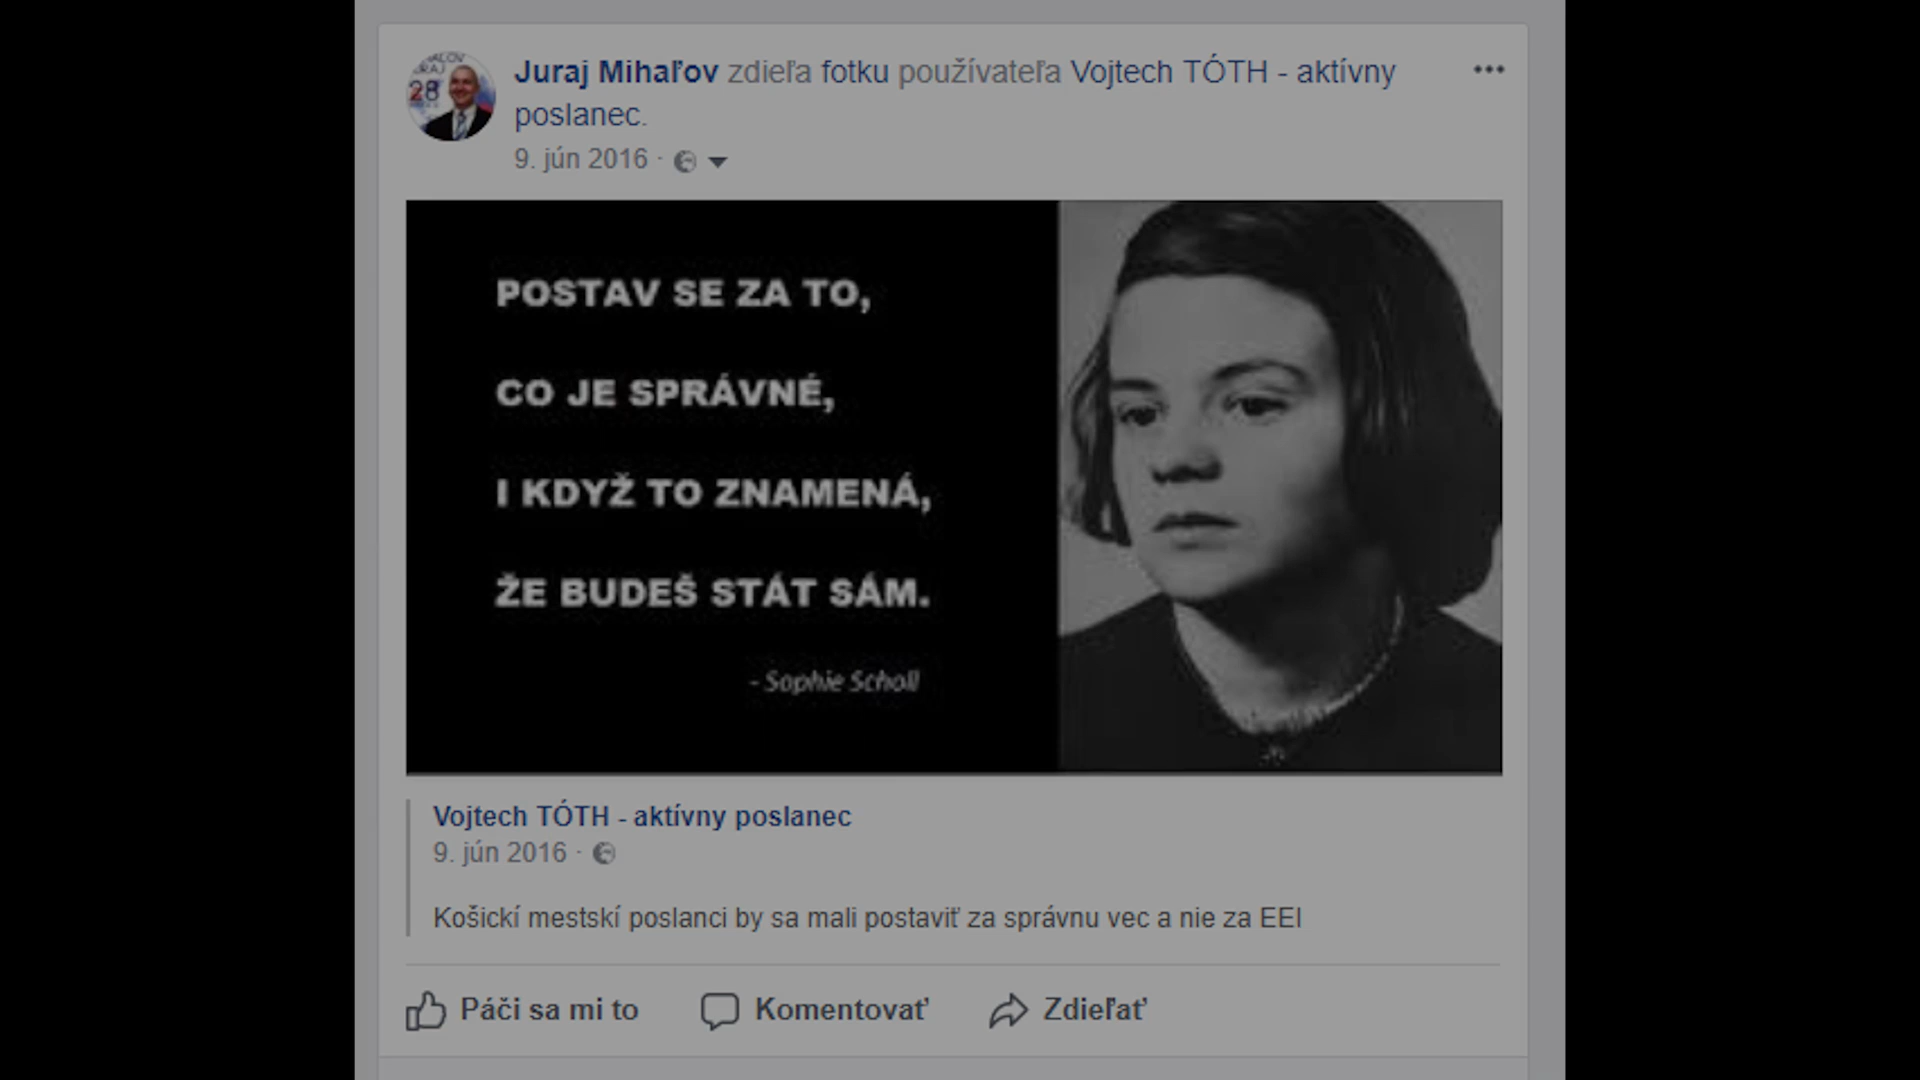 Juraj Mihaľov zdieľa fotku používateľa Vojtech TÓTH - aktívny
poslanec.
9. jún 2016 ·
28
POSTAV SE ZA TO,
CO JE SPRÁVNÉ,
I KDYŽ TO ZNAMENÁ,
ŽE BUDEŠ STÁT SÁM.
- Sophie Scholl
Vojtech TÓTH - aktívny poslanec
9. jún 2016 ·
Košickí mestskí poslanci by sa mali postaviť za správnu vec a nie za EEI
Páči sa mi to
Komentovať
Zdieľať